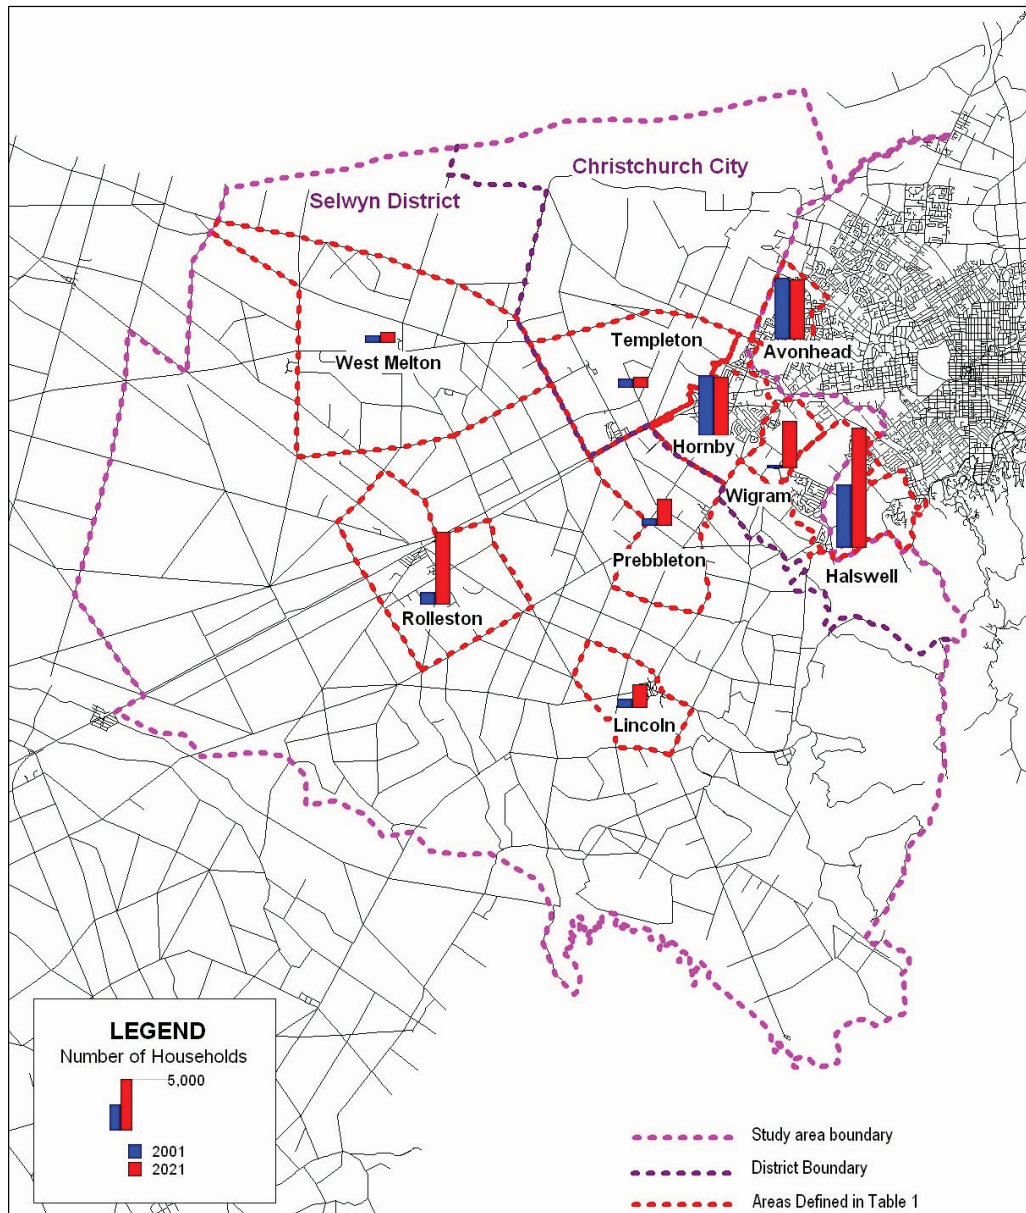 Christchurch City
Selwyn District
Templeton
Avonhead
West Melton
Hornby
Wigram
Prebbleton
Halswell
Rolleston
Lincoln
LEGEND
Number of Households
5,000
2001
2021
Study area boundary
District Boundary
Areas Defined in Table 1